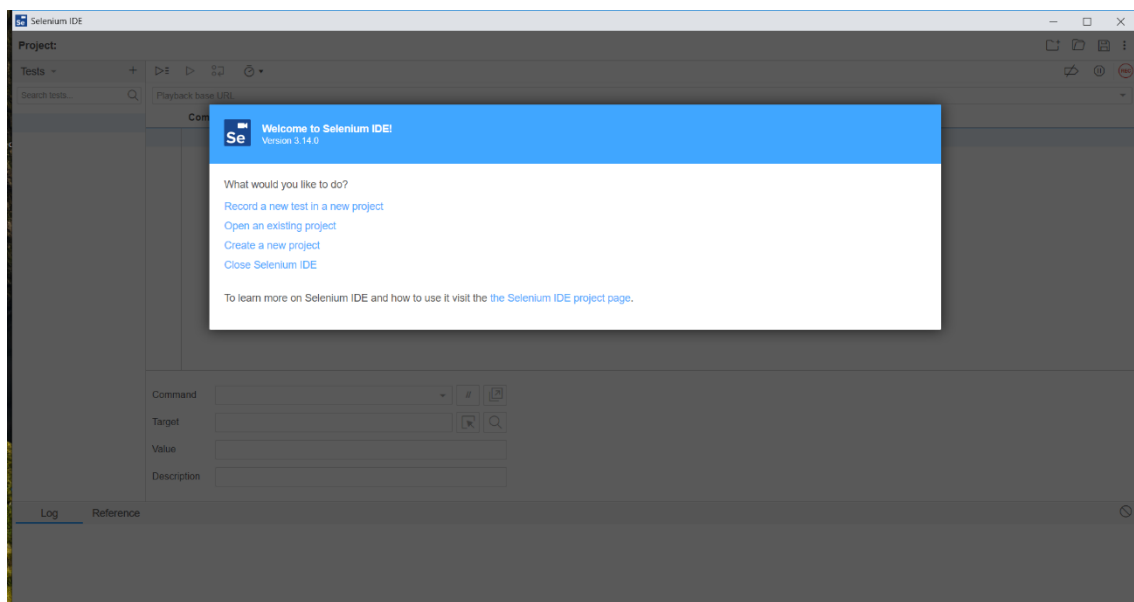 Se Selenium IDE
Project:
Tests
Search tests...
Playback base URL
Com
Se
Welcome to Selenium IDE!
Version 3.14.0
What would you like to do?
Record a new test in a new project
Open an existing project
Create a new project
Close Selenium IDE
To learn more on Selenium IDE and how to use it visit the the Selenium IDE project page.
Command
//
Target
Value
Description
Log Reference
REC